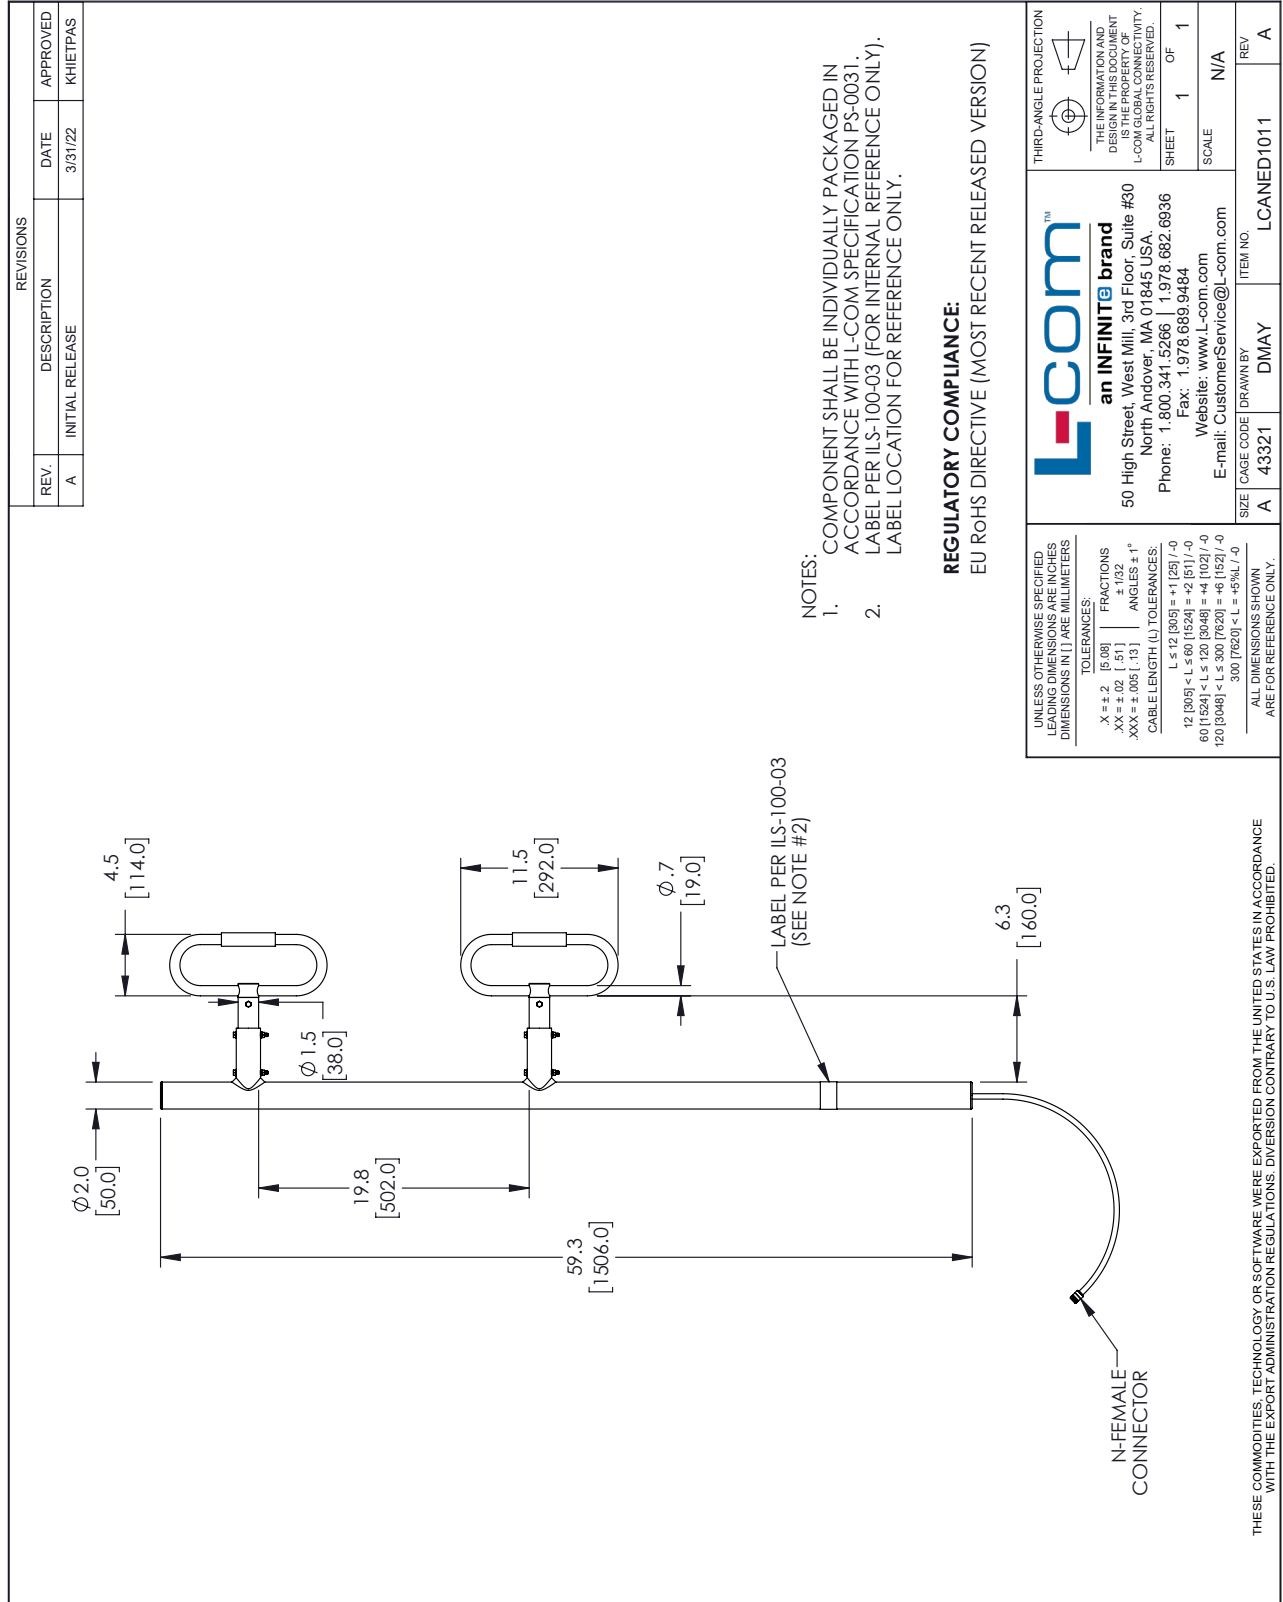 REVISIONS
REV. DESCRIPTION DATE APPROVED
A INITIAL RELEASE 3/31/22 KHIETPAS
4.5
[114.0]
Ø2.0
[50.0]
Ø1.5
[38.0]
19.8
[502.0]
11.5
[292.0]
Ø.7
[19.0]
59.3
[1506.0]
LABEL PER ILS-100-03
(SEE NOTE #2)
6.3
[160.0]
N-FEMALE
CONNECTOR
NOTES:
1. COMPONENT SHALL BE INDIVIDUALLY PACKAGED IN
ACCORDANCE WITH L-COM SPECIFICATION PS-0031.
2. LABEL PER ILS-100-03 (FOR INTERNAL REFERENCE ONLY).
LABEL LOCATION FOR REFERENCE ONLY.
REGULATORY COMPLIANCE:
EU RoHS DIRECTIVE (MOST RECENT RELEASED VERSION)
UNLESS OTHERWISE SPECIFIED
LEADING DIMENSIONS ARE INCHES
DIMENSIONS IN [ ] ARE MILLIMETERS
TOLERANCES:
.X = ± .2 [5.08] FRACTIONS
.XX = ± .02 [ .51] ± 1/32
.XXX = ± .005 [ .13] ANGLES ± 1°
CABLE LENGTH (L) TOLERANCES:
L ≤ 12 [305] = +1 [25] / -0
12 [305] < L ≤ 60 [1524] = +2 [51] / -0
60 [1524] < L ≤ 120 [3048] = +4 [102] / -0
120 [3048] < L ≤ 300 [7620] = +6 [152] / -0
300 [7620] < L = +5%L / -0
ALL DIMENSIONS SHOWN
ARE FOR REFERENCE ONLY.
L-com™
an INFINITe brand
50 High Street, West Mill, 3rd Floor, Suite #30
North Andover, MA 01845 USA.
Phone: 1.800.341.5266 | 1.978.682.6936
Fax: 1.978.689.9484
Website: www.L-com.com
E-mail: CustomerService@L-com.com
THIRD-ANGLE PROJECTION
THE INFORMATION AND
DESIGN IN THIS DOCUMENT
IS THE PROPERTY OF
L-COM GLOBAL CONNECTIVITY.
ALL RIGHTS RESERVED.
SHEET 1 OF 1
SCALE N/A
SIZE CAGE CODE DRAWN BY ITEM NO. REV
A 43321 DMAY LCANED1011 A
THESE COMMODITIES, TECHNOLOGY OR SOFTWARE WERE EXPORTED FROM THE UNITED STATES IN ACCORDANCE
WITH THE EXPORT ADMINISTRATION REGULATIONS. DIVERSION CONTRARY TO U.S. LAW PROHIBITED.